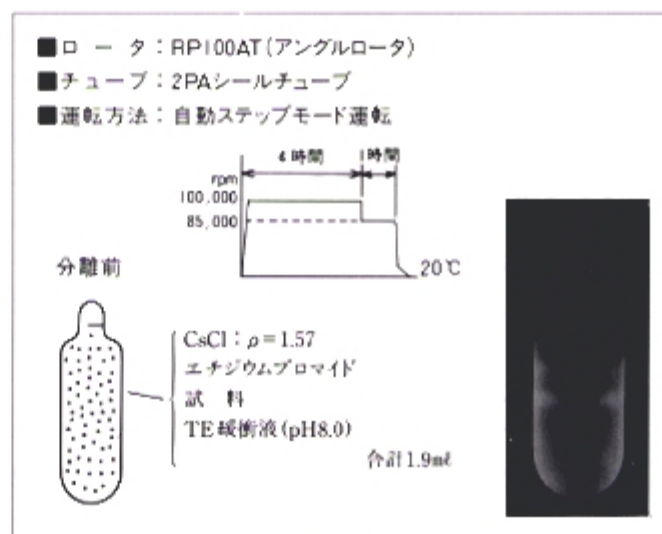 ■ロータ：RP100AT(アングルロータ)
■チューブ：2PAシールチューブ
■運転方法：自動ステップモード運転
4時間 1時間
rpm
100,000
85,000
20℃
分離前
CsCl：ρ=1.57
エチジウムブロマイド
試料
TE緩衝液(pH8.0)
合計1.9㎖